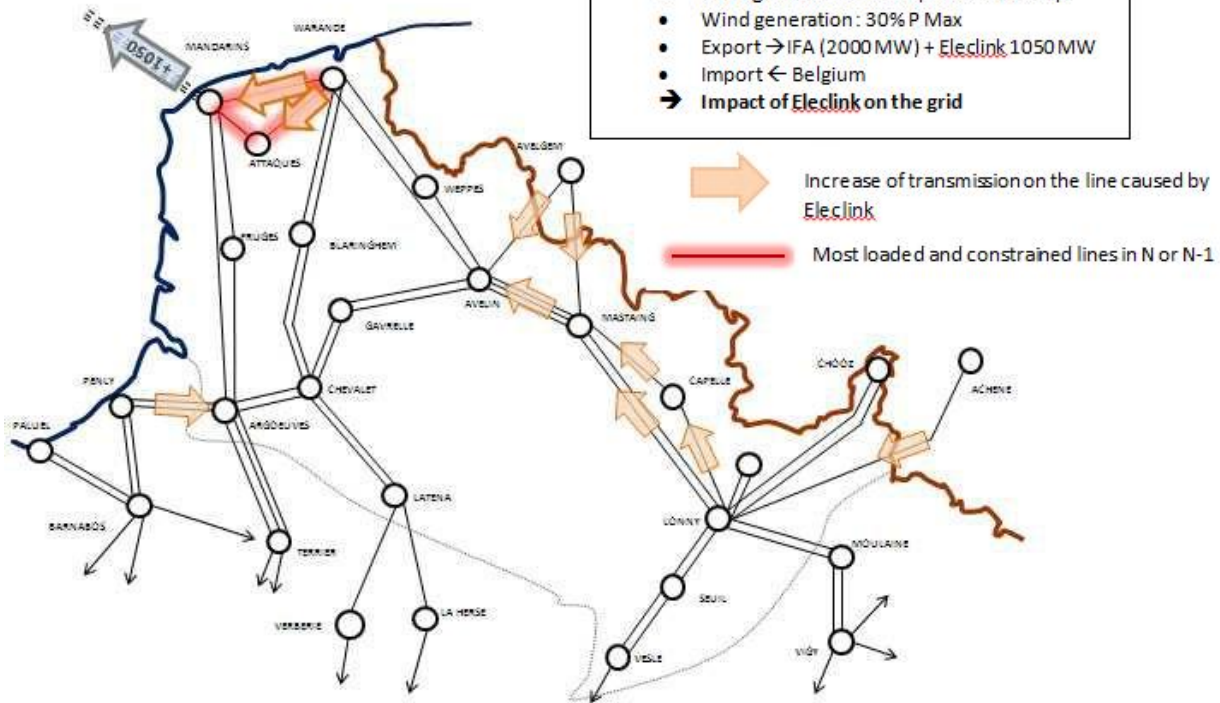 WARANDE
MANDARINS
+1050
• Wind generation : 30% P Max
• Export →IFA (2000 MW) + Eleclink 1050 MW
• Import ← Belgium
➔ Impact of Eleclink on the grid
AVELGEM
ATTAQUES
WEPPES
Increase of transmission on the line caused by
Eleclink
FRUGES
BLARINGHEM
Most loaded and constrained lines in N or N-1
AVELIN
MASTAING
GAVRELLE
CHOOZ
PENLY
CHEVALET
CAPELLE
ACHENE
PALUEL
ARGOEUVES
LATENA
BARNABOS
LONNY
TERRIER
MOULAINE
SEUIL
VERBERIE
LA HERSE
VESLE
VIGY